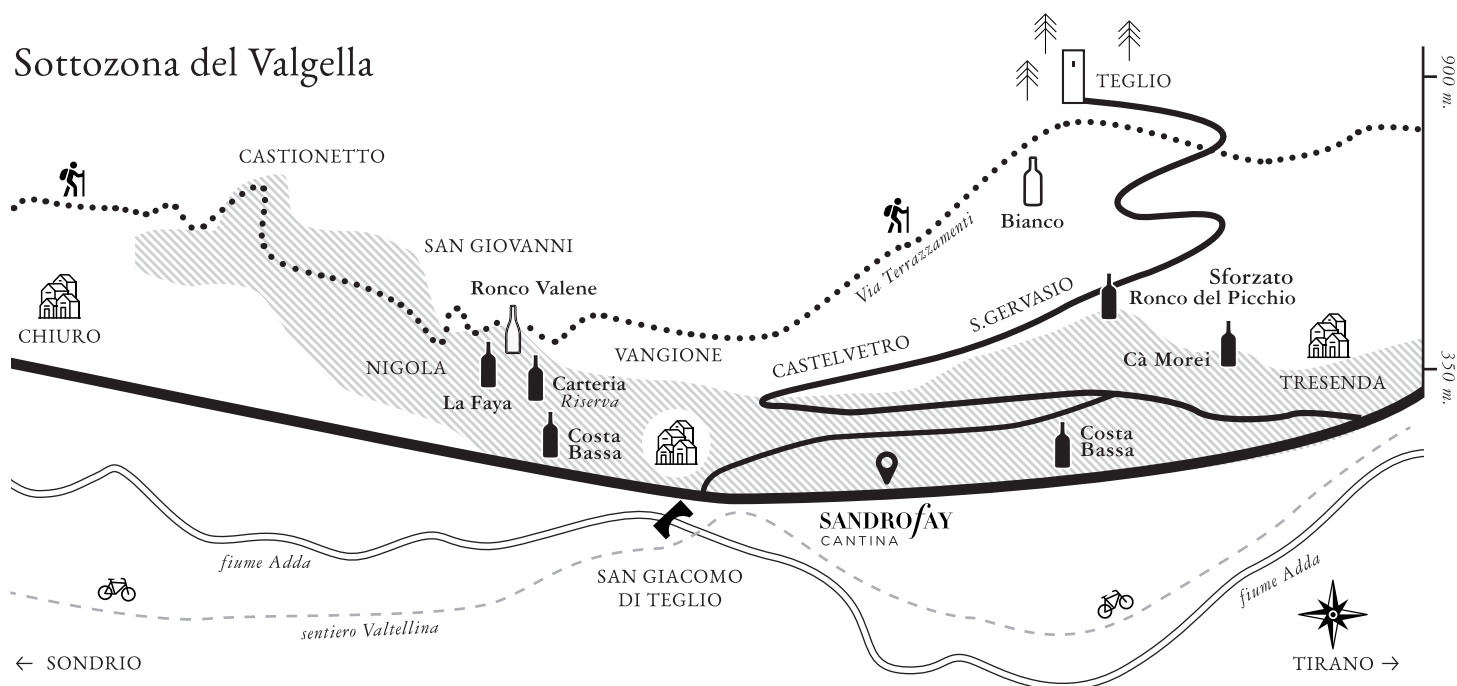 Sottozona del Valgella
TEGLIO
900 m.
CASTIONETTO
Bianco
Via Terrazzamenti
SAN GIOVANNI
Ronco Valene
S.GERVASIO
Sforzato
Ronco del Picchio
CHIURO
NIGOLA
VANGIONE
CASTELVETRO
Cà Morei
TRESENDA
350 m.
La Faya
Carteria
Riserva
Costa
Bassa
Costa
Bassa
SANDROFAY
CANTINA
fiume Adda
SAN GIACOMO
DI TEGLIO
fiume Adda
sentiero Valtellina
← SONDRIO
TIRANO →